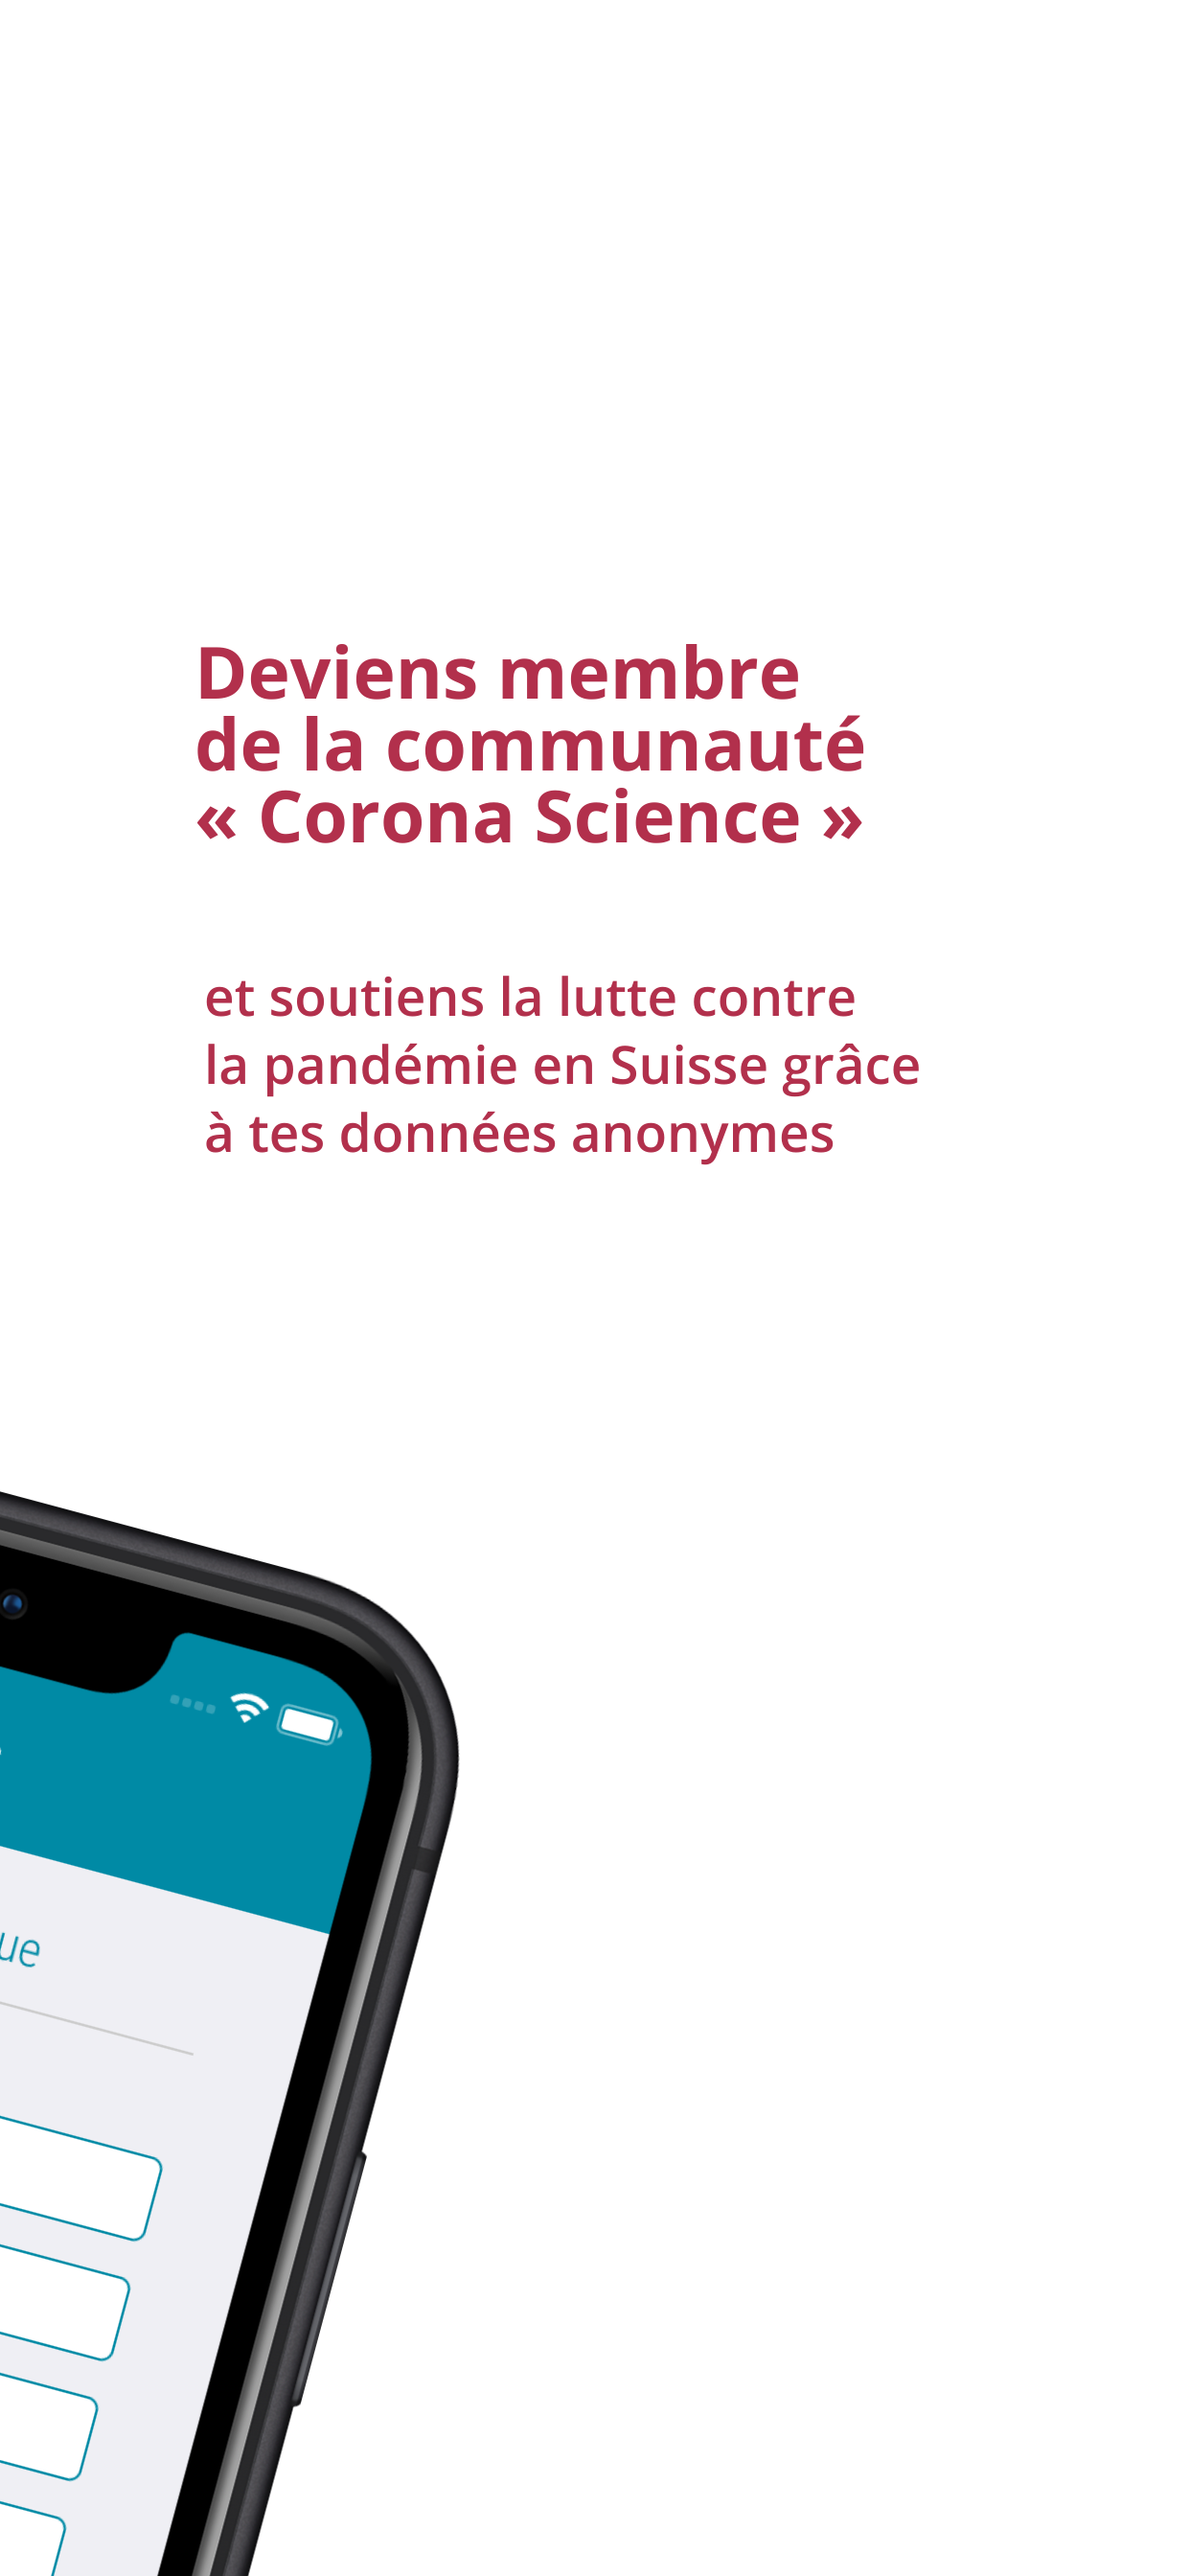 Deviens membre
de la communauté
« Corona Science »
et soutiens la lutte contre
la pandémie en Suisse grâce
à tes données anonymes